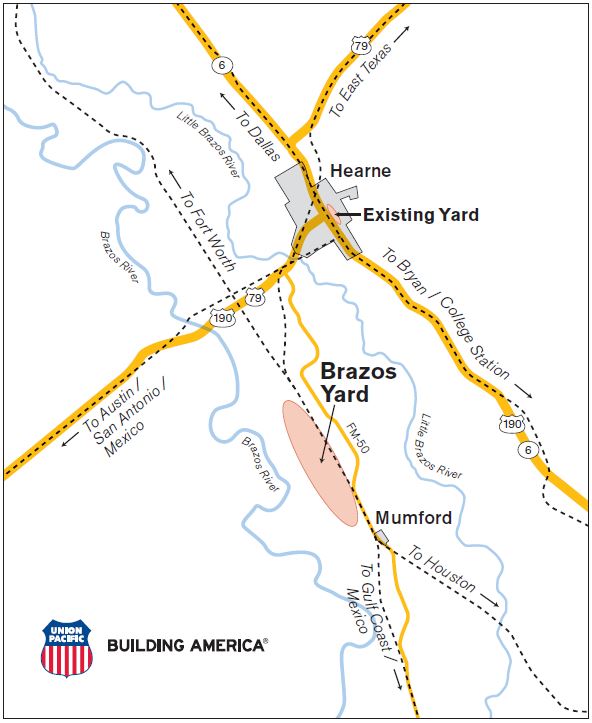 79
To East Texas
6
To Dallas
Little Brazos River
Hearne
Existing Yard
To Fort Worth
Brazos River
To Bryan / College Station
79
190
Brazos
Yard
To Austin /
San Antonio /
Mexico
FM-50
Little
Brazos River
190
6
Brazos River
Mumford
To Houston
To Gulf Coast /
Mexico
UNION
PACIFIC
BUILDING AMERICA®